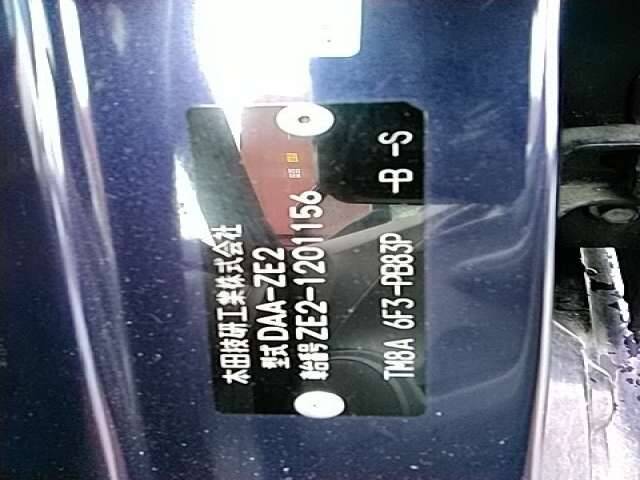 本田技研工業株式会社
型式 DAA-ZE2
車台番号 ZE2-1201156
TM8A 6F3-PB83P -B -S